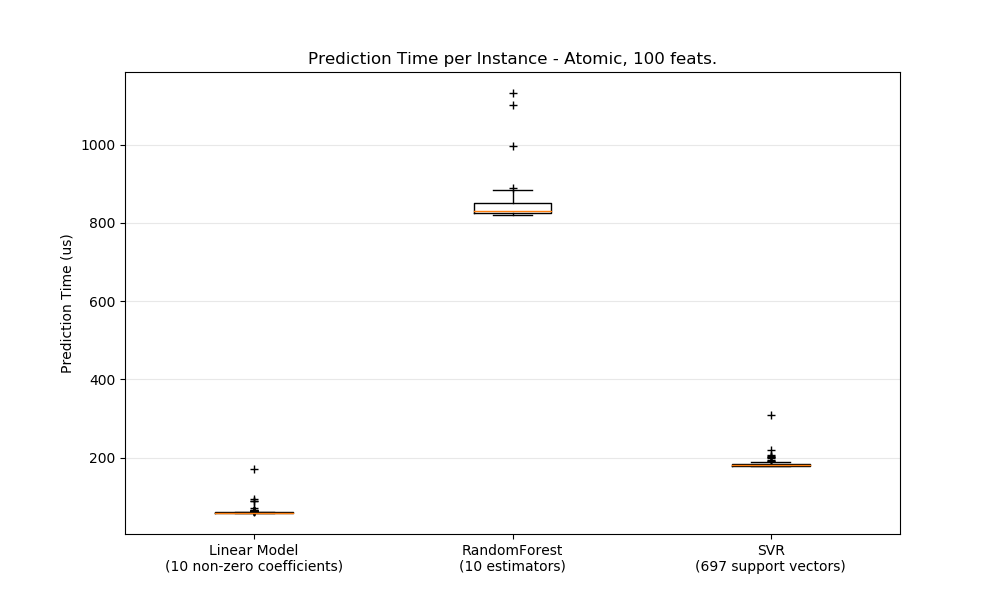 Prediction Time per Instance - Atomic, 100 feats.
Prediction Time (us)
1000
800
600
400
200
Linear Model
(10 non-zero coefficients)
RandomForest
(10 estimators)
SVR
(697 support vectors)